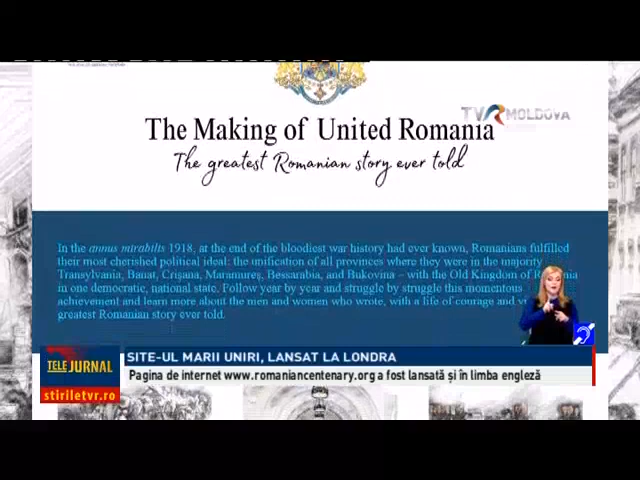 TVR MOLDOVA
The Making of United Romania
The greatest Romanian story ever told
In the annus mirabilis 1918, at the end of the bloodiest war history had ever known, Romanians fulfilled
their most cherished political ideal: the unification of all provinces where they were in the majority
Transylvania, Banat, Crișana, Maramureș, Bessarabia, and Bukovina – with the Old Kingdom of
in one democratic, national state. Follow year by year and struggle by struggle this momentous
achievement and learn more about the men and women who wrote, with a life of courage and
greatest Romanian story ever told.
SITE-UL MARII UNIRI, LANSAT LA LONDRA
TELE JURNAL
Pagina de internet www.romaniancentenary.org a fost lansată și în limba engleză
stiriletvr.ro